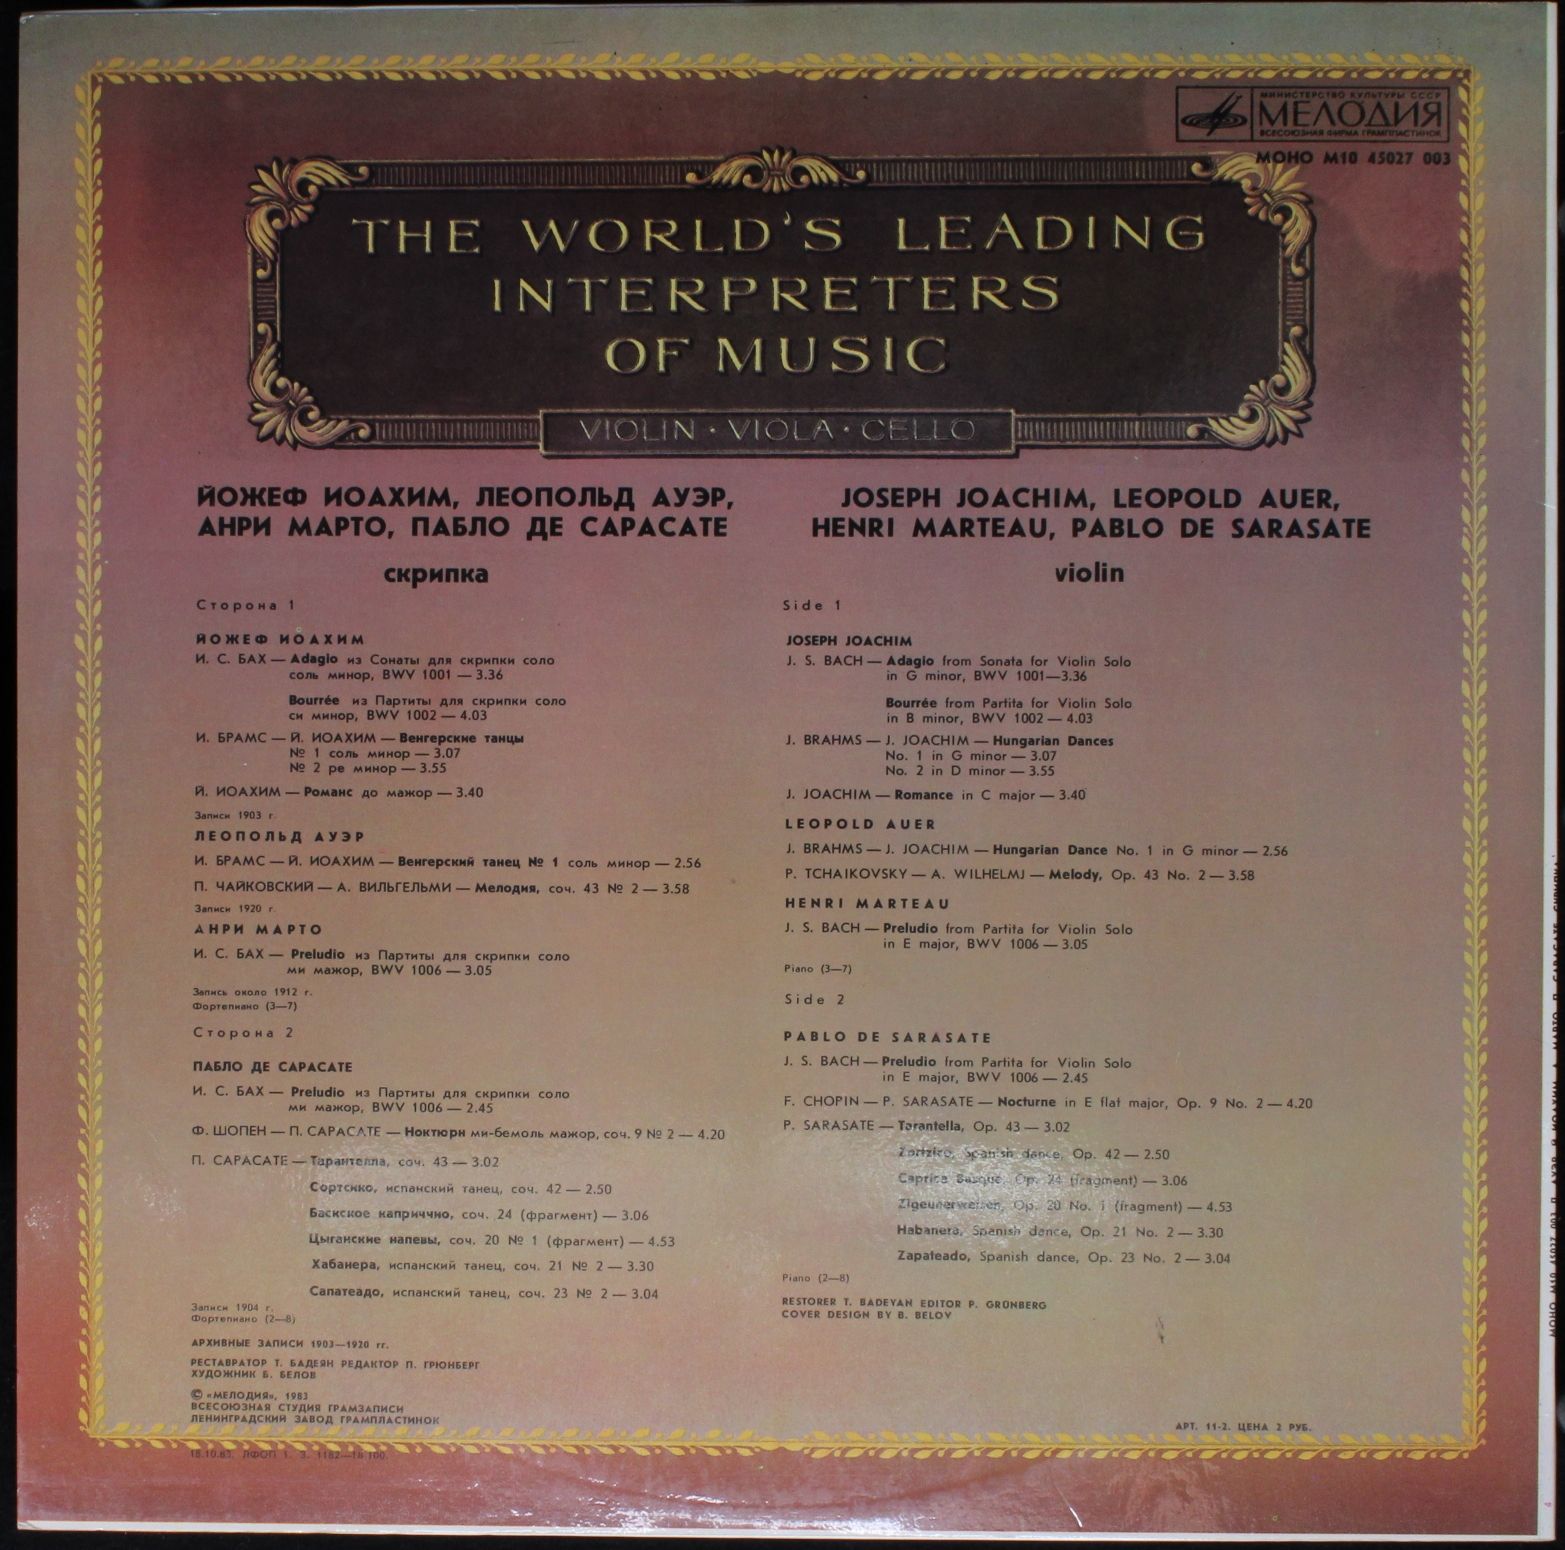 МИНИСТЕРСТВО КУЛЬТУРЫ СССР
МЕЛОДИЯ
ВСЕСОЮЗНАЯ ФИРМА ГРАМПЛАСТИНОК
МОНО М10 45027 003
THE WORLD'S LEADING
INTERPRETERS
OF MUSIC
VIOLIN · VIOLA · CELLO
ЙОЖЕФ ИОАХИМ, ЛЕОПОЛЬД АУЭР,
АНРИ МАРТО, ПАБЛО ДЕ САРАСАТЕ
скрипка
Сторона 1
ЙОЖЕФ ИОАХИМ
И. С. БАХ — Adagio из Сонаты для скрипки соло
соль минор, BWV 1001 — 3.36
Bourrée из Партиты для скрипки соло
си минор, BWV 1002 — 4.03
И. БРАМС — Й. ИОАХИМ — Венгерские танцы
№ 1 соль минор — 3.07
№ 2 ре минор — 3.55
Й. ИОАХИМ — Романс до мажор — 3.40
Записи 1903 г.
ЛЕОПОЛЬД АУЭР
И. БРАМС — Й. ИОАХИМ — Венгерский танец № 1 соль минор — 2.56
П. ЧАЙКОВСКИЙ — А. ВИЛЬГЕЛЬМИ — Мелодия, соч. 43 № 2 — 3.58
Записи 1920 г.
АНРИ МАРТО
И. С. БАХ — Preludio из Партиты для скрипки соло
ми мажор, BWV 1006 — 3.05
Запись около 1912 г.
Фортепиано (3—7)
Сторона 2
ПАБЛО ДЕ САРАСАТЕ
И. С. БАХ — Preludio из Партиты для скрипки соло
ми мажор, BWV 1006 — 2.45
Ф. ШОПЕН — П. САРАСАТЕ — Ноктюрн ми-бемоль мажор, соч. 9 № 2 — 4.20
П. САРАСАТЕ — Тарантелла, соч. 43 — 3.02
Сортсико, испанский танец, соч. 42 — 2.50
Баскское каприччио, соч. 24 (фрагмент) — 3.06
Цыганские напевы, соч. 20 № 1 (фрагмент) — 4.53
Хабанера, испанский танец, соч. 21 № 2 — 3.30
Сапатеадо, испанский танец, соч. 23 № 2 — 3.04
Записи 1904 г.
Фортепиано (2—8)
АРХИВНЫЕ ЗАПИСИ 1903—1920 гг.
РЕСТАВРАТОР Т. БАДЕЯН РЕДАКТОР П. ГРЮНБЕРГ
ХУДОЖНИК Б. БЕЛОВ
© «МЕЛОДИЯ», 1983
ВСЕСОЮЗНАЯ СТУДИЯ ГРАМЗАПИСИ
ЛЕНИНГРАДСКИЙ ЗАВОД ГРАМПЛАСТИНОК
18.10.83. ЛФОП 1. З. 1182—18 100.
JOSEPH JOACHIM, LEOPOLD AUER,
HENRI MARTEAU, PABLO DE SARASATE
violin
Side 1
JOSEPH JOACHIM
J. S. BACH — Adagio from Sonata for Violin Solo
in G minor, BWV 1001—3.36
Bourrée from Partita for Violin Solo
in B minor, BWV 1002 — 4.03
J. BRAHMS — J. JOACHIM — Hungarian Dances
No. 1 in G minor — 3.07
No. 2 in D minor — 3.55
J. JOACHIM — Romance in C major — 3.40
LEOPOLD AUER
J. BRAHMS — J. JOACHIM — Hungarian Dance No. 1 in G minor — 2.56
P. TCHAIKOVSKY — A. WILHELMJ — Melody, Op. 43 No. 2 — 3.58
HENRI MARTEAU
J. S. BACH — Preludio from Partita for Violin Solo
in E major, BWV 1006 — 3.05
Piano (3—7)
Side 2
PABLO DE SARASATE
J. S. BACH — Preludio from Partita for Violin Solo
in E major, BWV 1006 — 2.45
F. CHOPIN — P. SARASATE — Nocturne in E flat major, Op. 9 No. 2 — 4.20
P. SARASATE — Tarantella, Op. 43 — 3.02
Zortzico, Spanish dance, Op. 42 — 2.50
Caprice Basque, Op. 24 (fragment) — 3.06
Zigeunerweisen, Op. 20 No. 1 (fragment) — 4.53
Habanera, Spanish dance, Op. 21 No. 2 — 3.30
Zapateado, Spanish dance, Op. 23 No. 2 — 3.04
Piano (2—8)
RESTORER T. BADEYAN EDITOR P. GRÜNBERG
COVER DESIGN BY B. BELOV
АРТ. 11-2. ЦЕНА 2 РУБ.